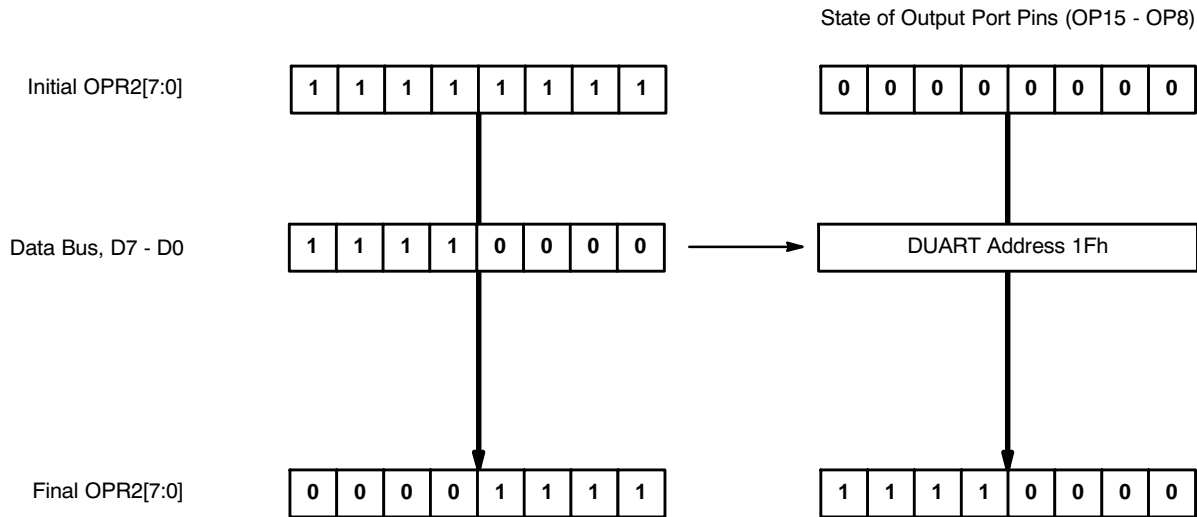 State of Output Port Pins (OP15 - OP8)
Initial OPR2[7:0] 1 1 1 1 1 1 1 1 0 0 0 0 0 0 0 0
Data Bus, D7 - D0 1 1 1 1 0 0 0 0 DUART Address 1Fh
Final OPR2[7:0] 0 0 0 0 1 1 1 1 1 1 1 1 0 0 0 0